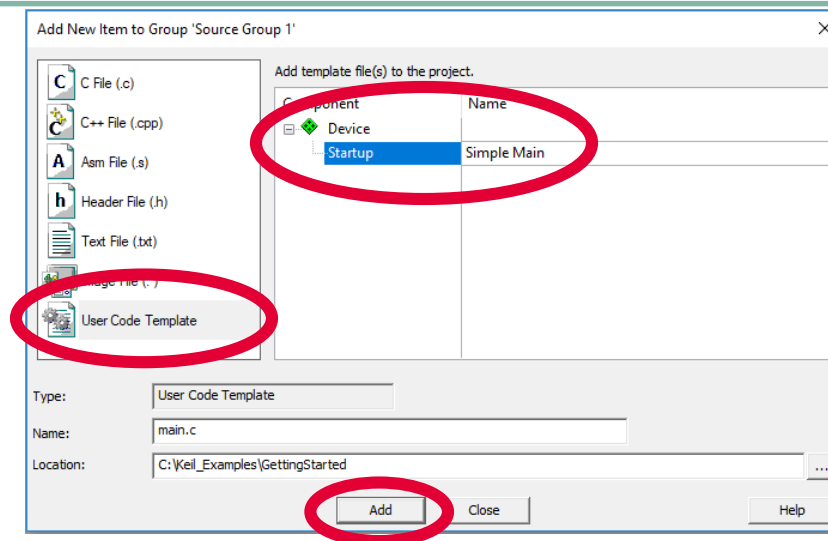 Add New Item to Group 'Source Group 1'
C File (.c)
C++ File (.cpp)
Asm File (.s)
Header File (.h)
Text File (.txt)
User Code Template
Add template file(s) to the project.
Name
Device
Startup Simple Main
Type: User Code Template
Name: main.c
Location: C:\Keil_Examples\GettingStarted ...
Add Close Help